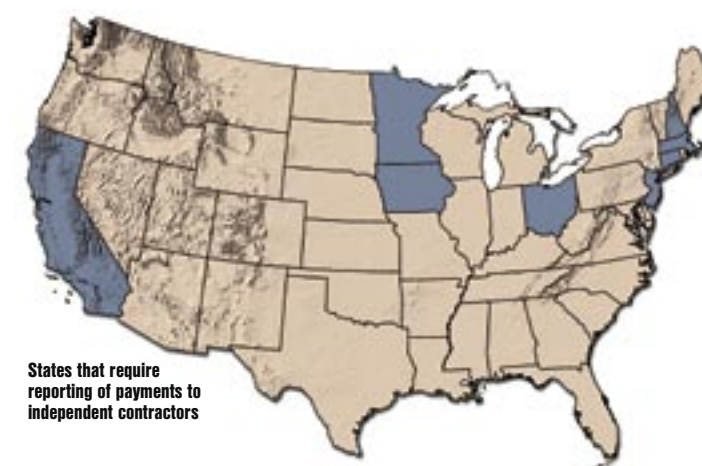 States that require
reporting of payments to
independent contractors